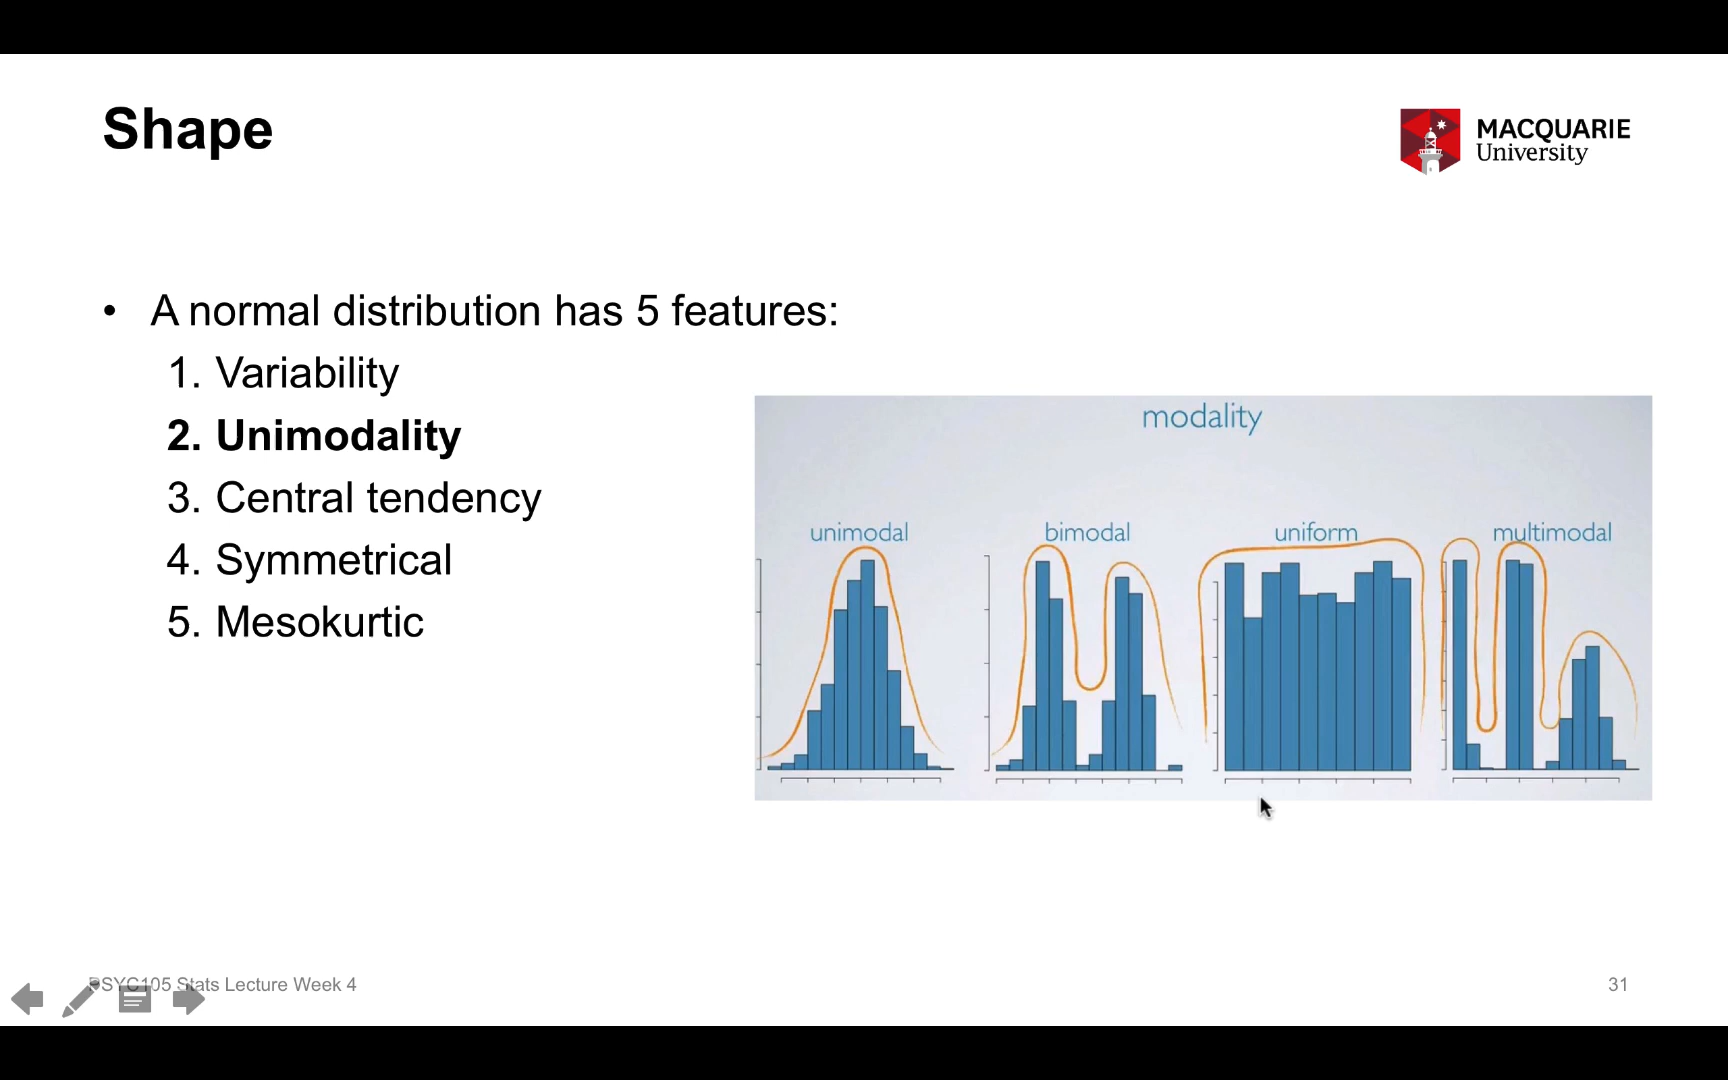 Shape
MACQUARIE
University
• A normal distribution has 5 features:
1. Variability
2. Unimodality
3. Central tendency
4. Symmetrical
5. Mesokurtic
modality
unimodal
bimodal
uniform
multimodal
PSYC105 Stats Lecture Week 4
31